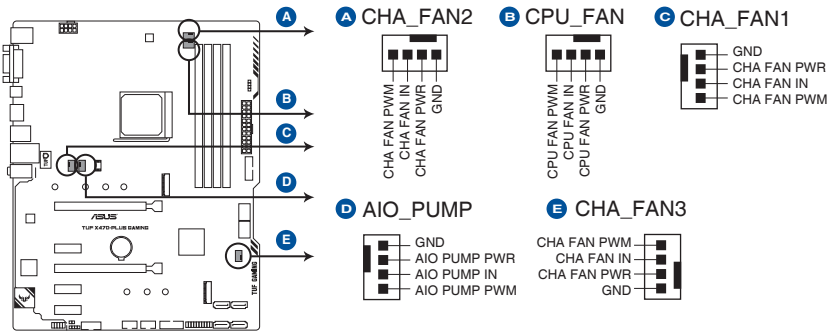 A
B
C
D
E
A CHA_FAN2
CHA FAN PWM
CHA FAN IN
CHA FAN PWR
GND
B CPU_FAN
CPU FAN PWM
CPU FAN IN
CPU FAN PWR
GND
C CHA_FAN1
GND
CHA FAN PWR
CHA FAN IN
CHA FAN PWM
D AIO_PUMP
GND
AIO PUMP PWR
AIO PUMP IN
AIO PUMP PWM
E CHA_FAN3
CHA FAN PWM
CHA FAN IN
CHA FAN PWR
GND
ASUS
TUF X470-PLUS GAMING
TUF GAMING